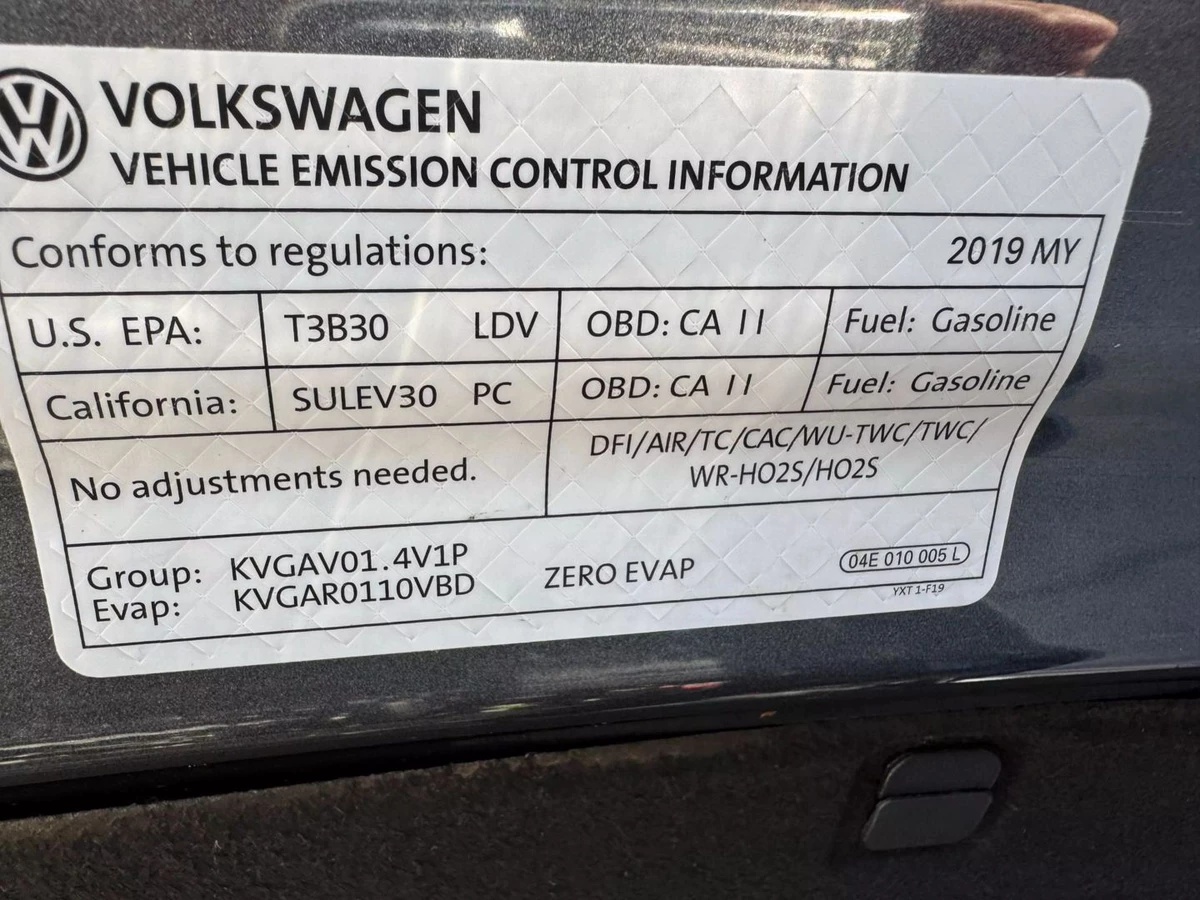 VOLKSWAGEN
VEHICLE EMISSION CONTROL INFORMATION
Conforms to regulations: 2019 MY
U.S. EPA: T3B30 LDV OBD: CA II Fuel: Gasoline
California: SULEV30 PC OBD: CA II Fuel: Gasoline
No adjustments needed.
DFI/AIR/TC/CAC/WU-TWC/TWC/
WR-HO2S/HO2S
Group: KVGAV01.4V1P
Evap: KVGAR0110VBD
ZERO EVAP
04E 010 005 L
YXT 1-F19